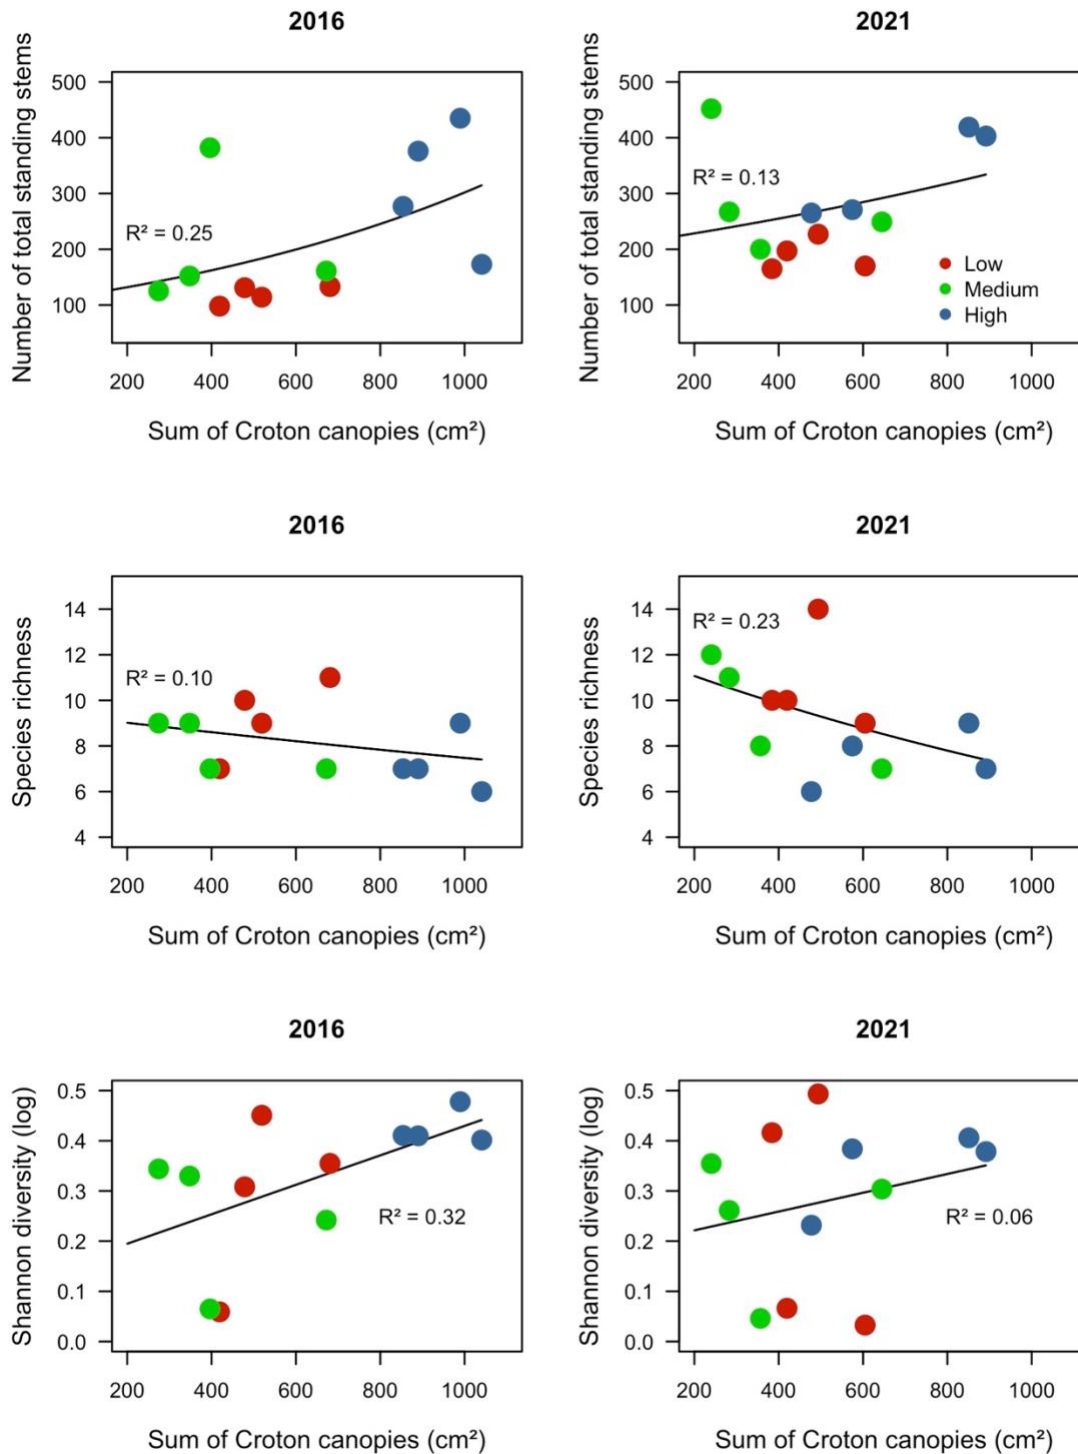 2016
Number of total standing stems
500
400
300
200
100
R² = 0.25
200 400 600 800 1000
Sum of Croton canopies (cm²)
2021
Number of total standing stems
500
400
300
200
100
R² = 0.13
Low
Medium
High
200 400 600 800 1000
Sum of Croton canopies (cm²)
2016
Species richness
14
12
10
8
6
4
R² = 0.10
200 400 600 800 1000
Sum of Croton canopies (cm²)
2021
Species richness
14
12
10
8
6
4
R² = 0.23
200 400 600 800 1000
Sum of Croton canopies (cm²)
2016
Shannon diversity (log)
0.5
0.4
0.3
0.2
0.1
0.0
R² = 0.32
200 400 600 800 1000
Sum of Croton canopies (cm²)
2021
Shannon diversity (log)
0.5
0.4
0.3
0.2
0.1
0.0
R² = 0.06
200 400 600 800 1000
Sum of Croton canopies (cm²)